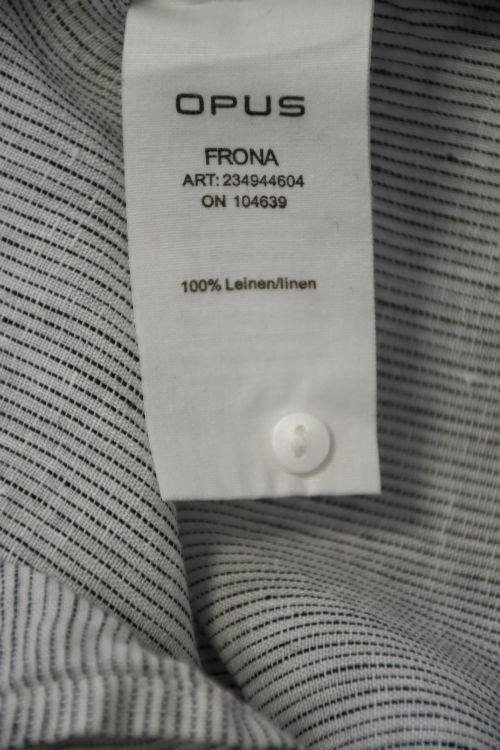 OPUS
FRONA
ART: 234944604
ON 104639
100% Leinen/linen